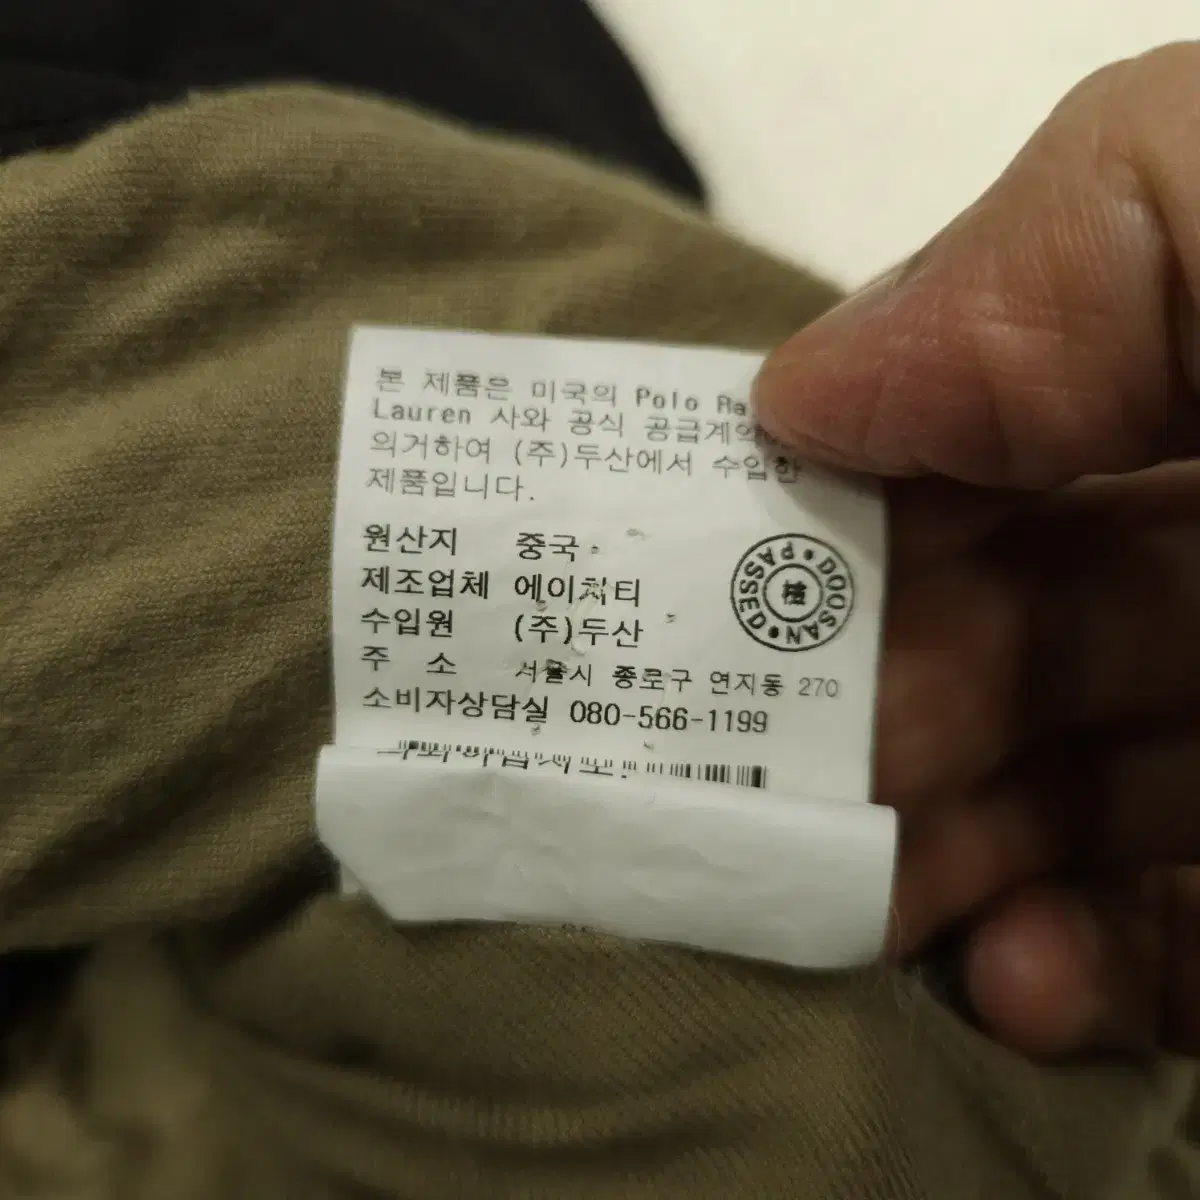 본 제품은 미국의 Polo Ra
Lauren 사와 공식 공급계약
의거하여 (주)두산에서 수입한
제품입니다.
원산지 중국
제조업체 에이치티
수입원 (주)두산
주 소 서울시 종로구 연지동 270
소비자상담실 080-566-1199
DOOSAN PASSED